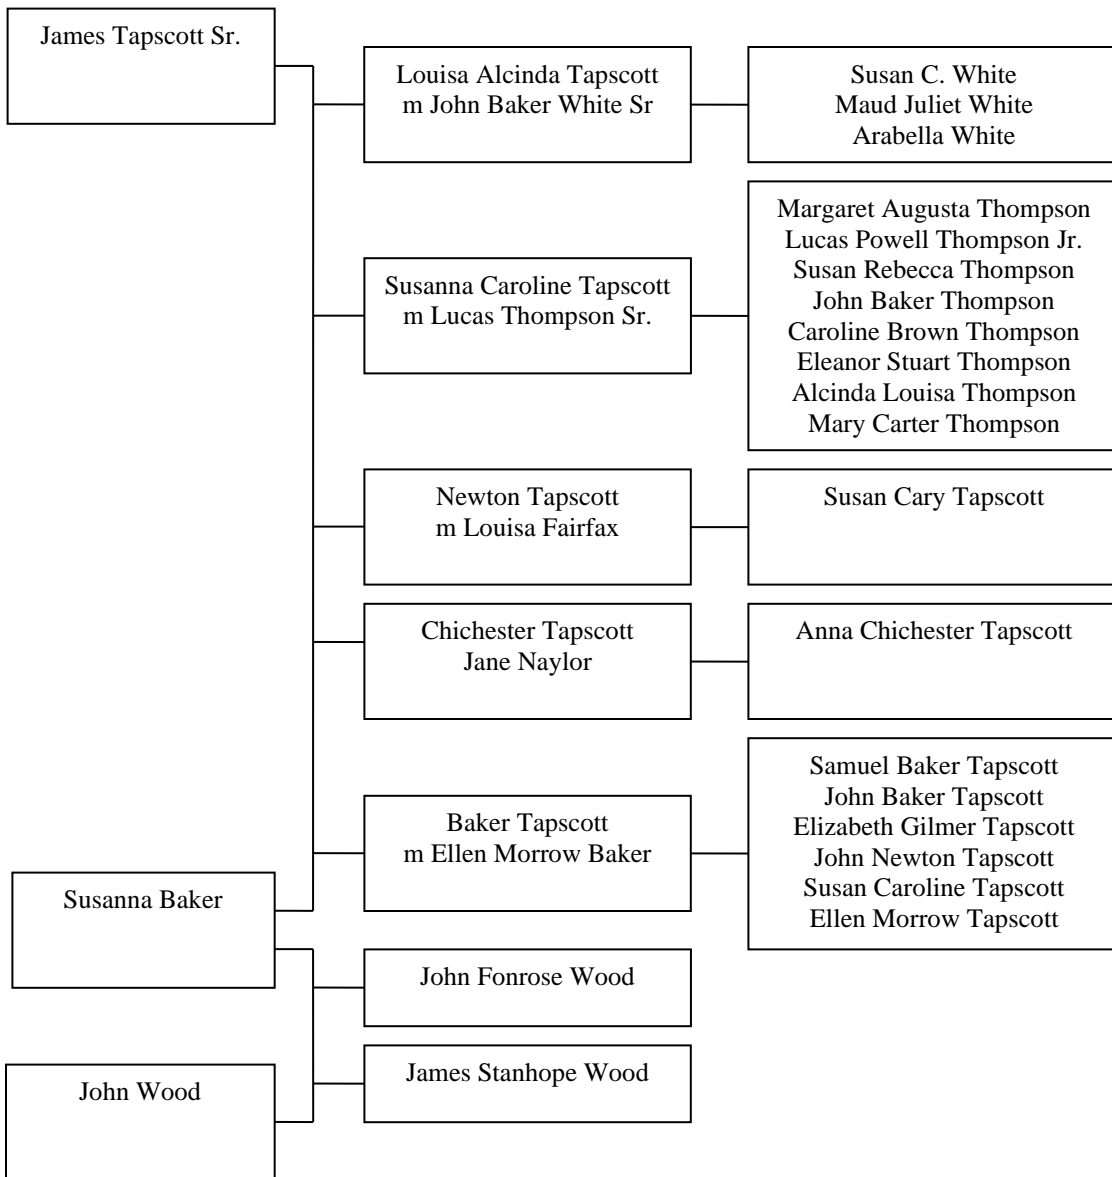 James Tapscott Sr.
Louisa Alcinda Tapscott
m John Baker White Sr
Susan C. White
Maud Juliet White
Arabella White
Susanna Caroline Tapscott
m Lucas Thompson Sr.
Margaret Augusta Thompson
Lucas Powell Thompson Jr.
Susan Rebecca Thompson
John Baker Thompson
Caroline Brown Thompson
Eleanor Stuart Thompson
Alcinda Louisa Thompson
Mary Carter Thompson
Newton Tapscott
m Louisa Fairfax
Susan Cary Tapscott
Chichester Tapscott
Jane Naylor
Anna Chichester Tapscott
Baker Tapscott
m Ellen Morrow Baker
Samuel Baker Tapscott
John Baker Tapscott
Elizabeth Gilmer Tapscott
John Newton Tapscott
Susan Caroline Tapscott
Ellen Morrow Tapscott
Susanna Baker
John Fonrose Wood
James Stanhope Wood
John Wood